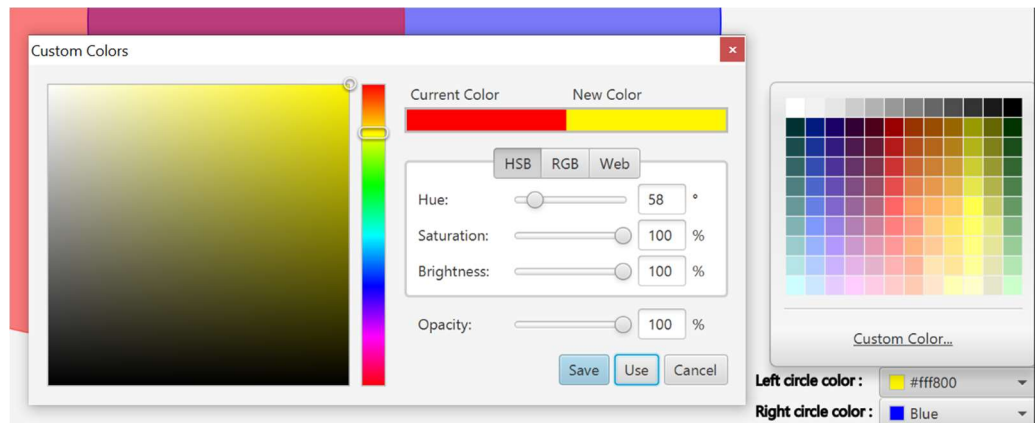 Custom Colors
Current Color New Color
HSB RGB Web
Hue: 58 °
Saturation: 100 %
Brightness: 100 %
Opacity: 100 %
Save Use Cancel
Custom Color...
Left circle color : #fff800
Right circle color : Blue